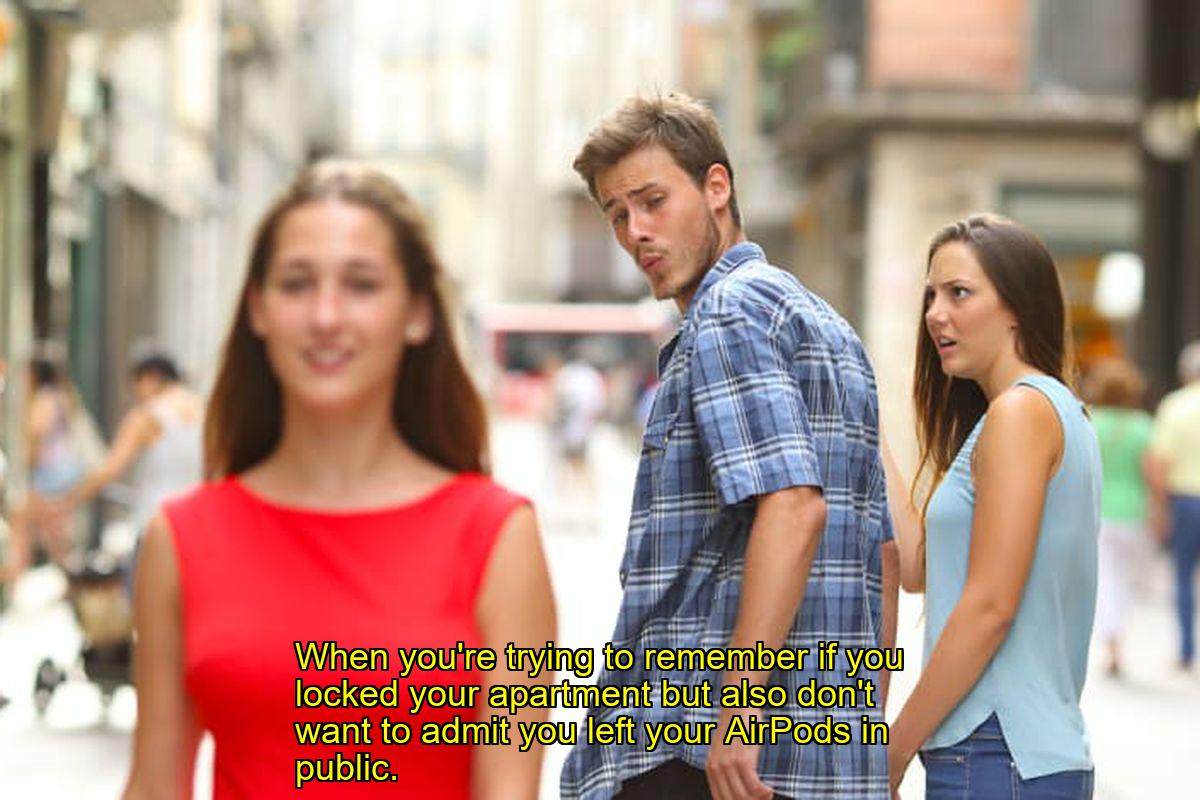 When you're trying to remember if you
locked your apartment but also don't
want to admit you left your AirPods in
public.